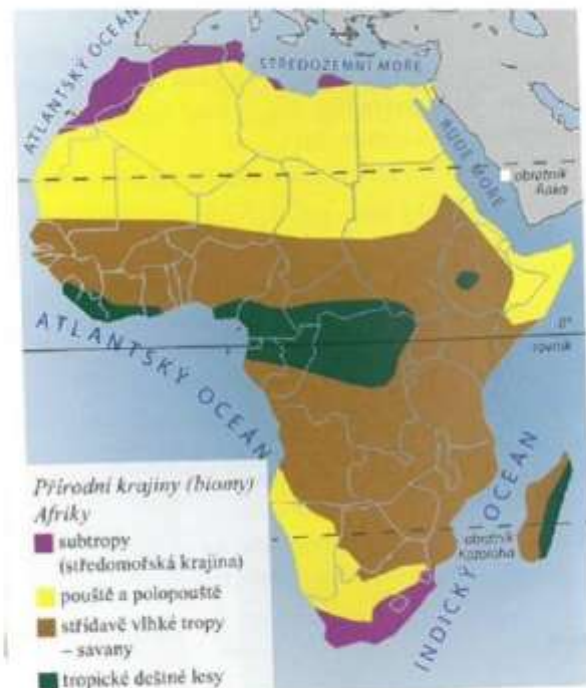 ATLANTSKÝ OCEÁN
STŘEDOZEMNÍ MOŘE
RUDÉ MOŘE
obratník
Raka
ATLANTSKÝ OCEÁN
0°
rovník
INDICKÝ OCEÁN
obratník
Kozoroha
Přírodní krajiny (biomy)
Afriky
subtropy
(středomořská krajina)
pouště a polopouště
střídavě vlhké tropy
– savany
tropické deštné lesy